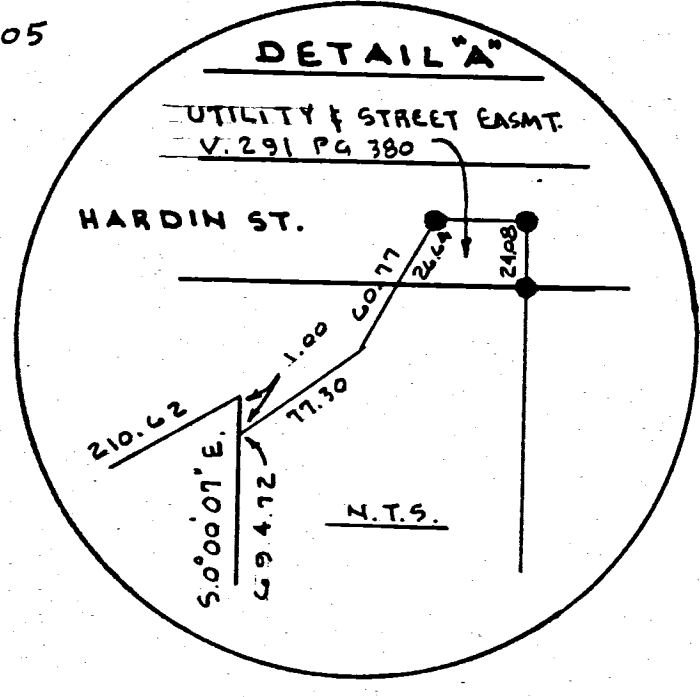 05
DETAIL "A"
UTILITY & STREET EASMT.
V. 291 PG 380
HARDIN ST.
26.64
24.08
60.77
1.00
77.30
210.62
S.0°00'07" E.
694.72
N.T.S.